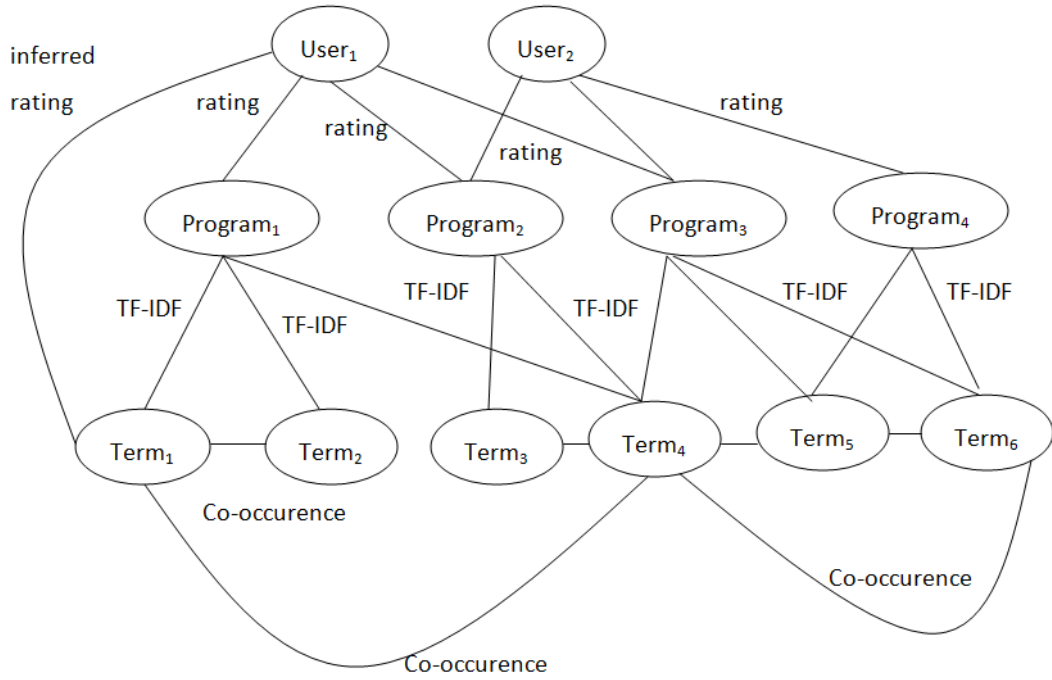 User₁
User₂
inferred
rating
rating
rating
rating
rating
Program₁
Program₂
Program₃
Program₄
TF-IDF
TF-IDF
TF-IDF
TF-IDF
TF-IDF
TF-IDF
Term₁
Term₂
Term₃
Term₄
Term₅
Term₆
Co-occurence
Co-occurence
Co-occurence